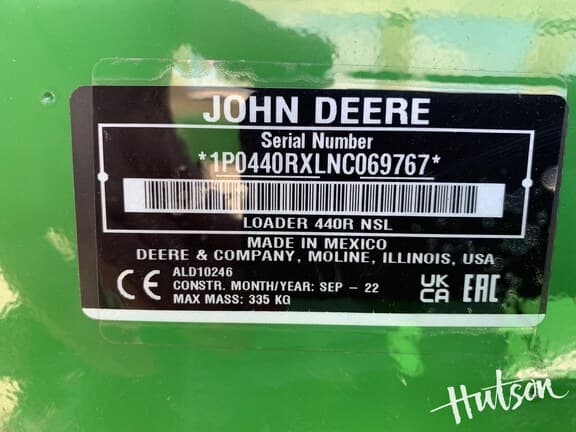 JOHN DEERE
Serial Number
*1P0440RXLNC069767*
LOADER 440R NSL
MADE IN MEXICO
DEERE & COMPANY, MOLINE, ILLINOIS, USA
ALD10246
CE CONSTR. MONTH/YEAR: SEP - 22 UK CA EAC
MAX MASS: 335 KG
Hutson